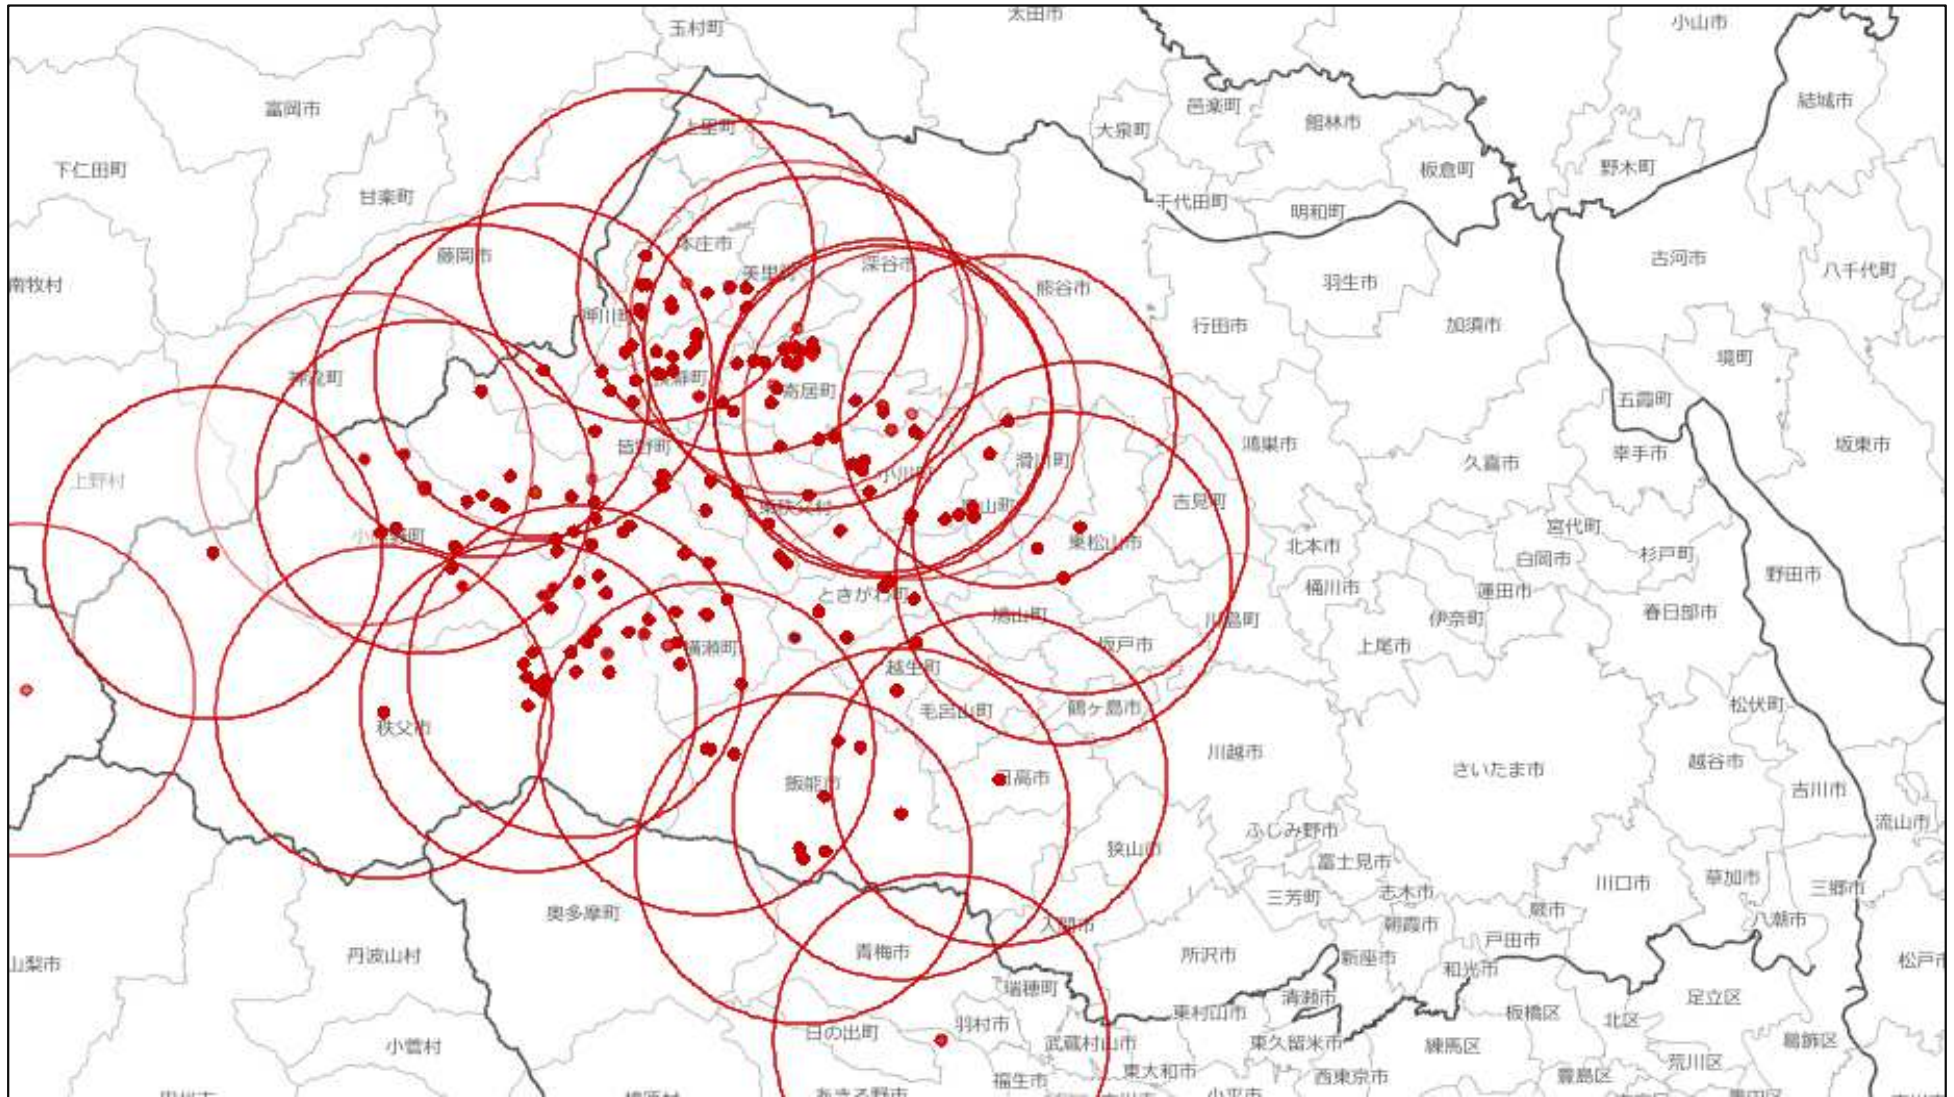 太田市
小山市
玉村町
結城市
邑楽町
富岡市
館林市
大泉町
上里町
下仁田町
板倉町
野木町
甘楽町
千代田町
明和町
本庄市
藤岡市
古河市
深谷市
美里町
八千代町
南牧村
羽生市
熊谷市
神川町
行田市
加須市
境町
神流町
長瀞町
寄居町
五霞町
皆野町
鴻巣市
坂東市
幸手市
滑川町
久喜市
小川町
上野村
吉見町
東秩父村
嵐山町
宮代町
小鹿野町
東松山市
北本市
杉戸町
白岡市
野田市
桶川市
蓮田市
ときがわ町
春日部市
鳩山町
川島町
伊奈町
坂戸市
上尾市
横瀬町
越生町
松伏町
毛呂山町
鶴ヶ島市
秩父市
川越市
越谷市
さいたま市
日高市
飯能市
吉川市
流山市
ふじみ野市
狭山市
富士見市
草加市
川口市
三郷市
志木市
三芳町
奥多摩町
蕨市
八潮市
朝霞市
入間市
戸田市
青梅市
所沢市
丹波山村
新座市
山梨市
和光市
松戸市
瑞穂町
清瀬市
足立区
東村山市
板橋区
北区
羽村市
日の出町
葛飾区
武蔵村山市
東久留米市
練馬区
小菅村
荒川区
東大和市
西東京市
豊島区
福生市
あきる野市
小平市